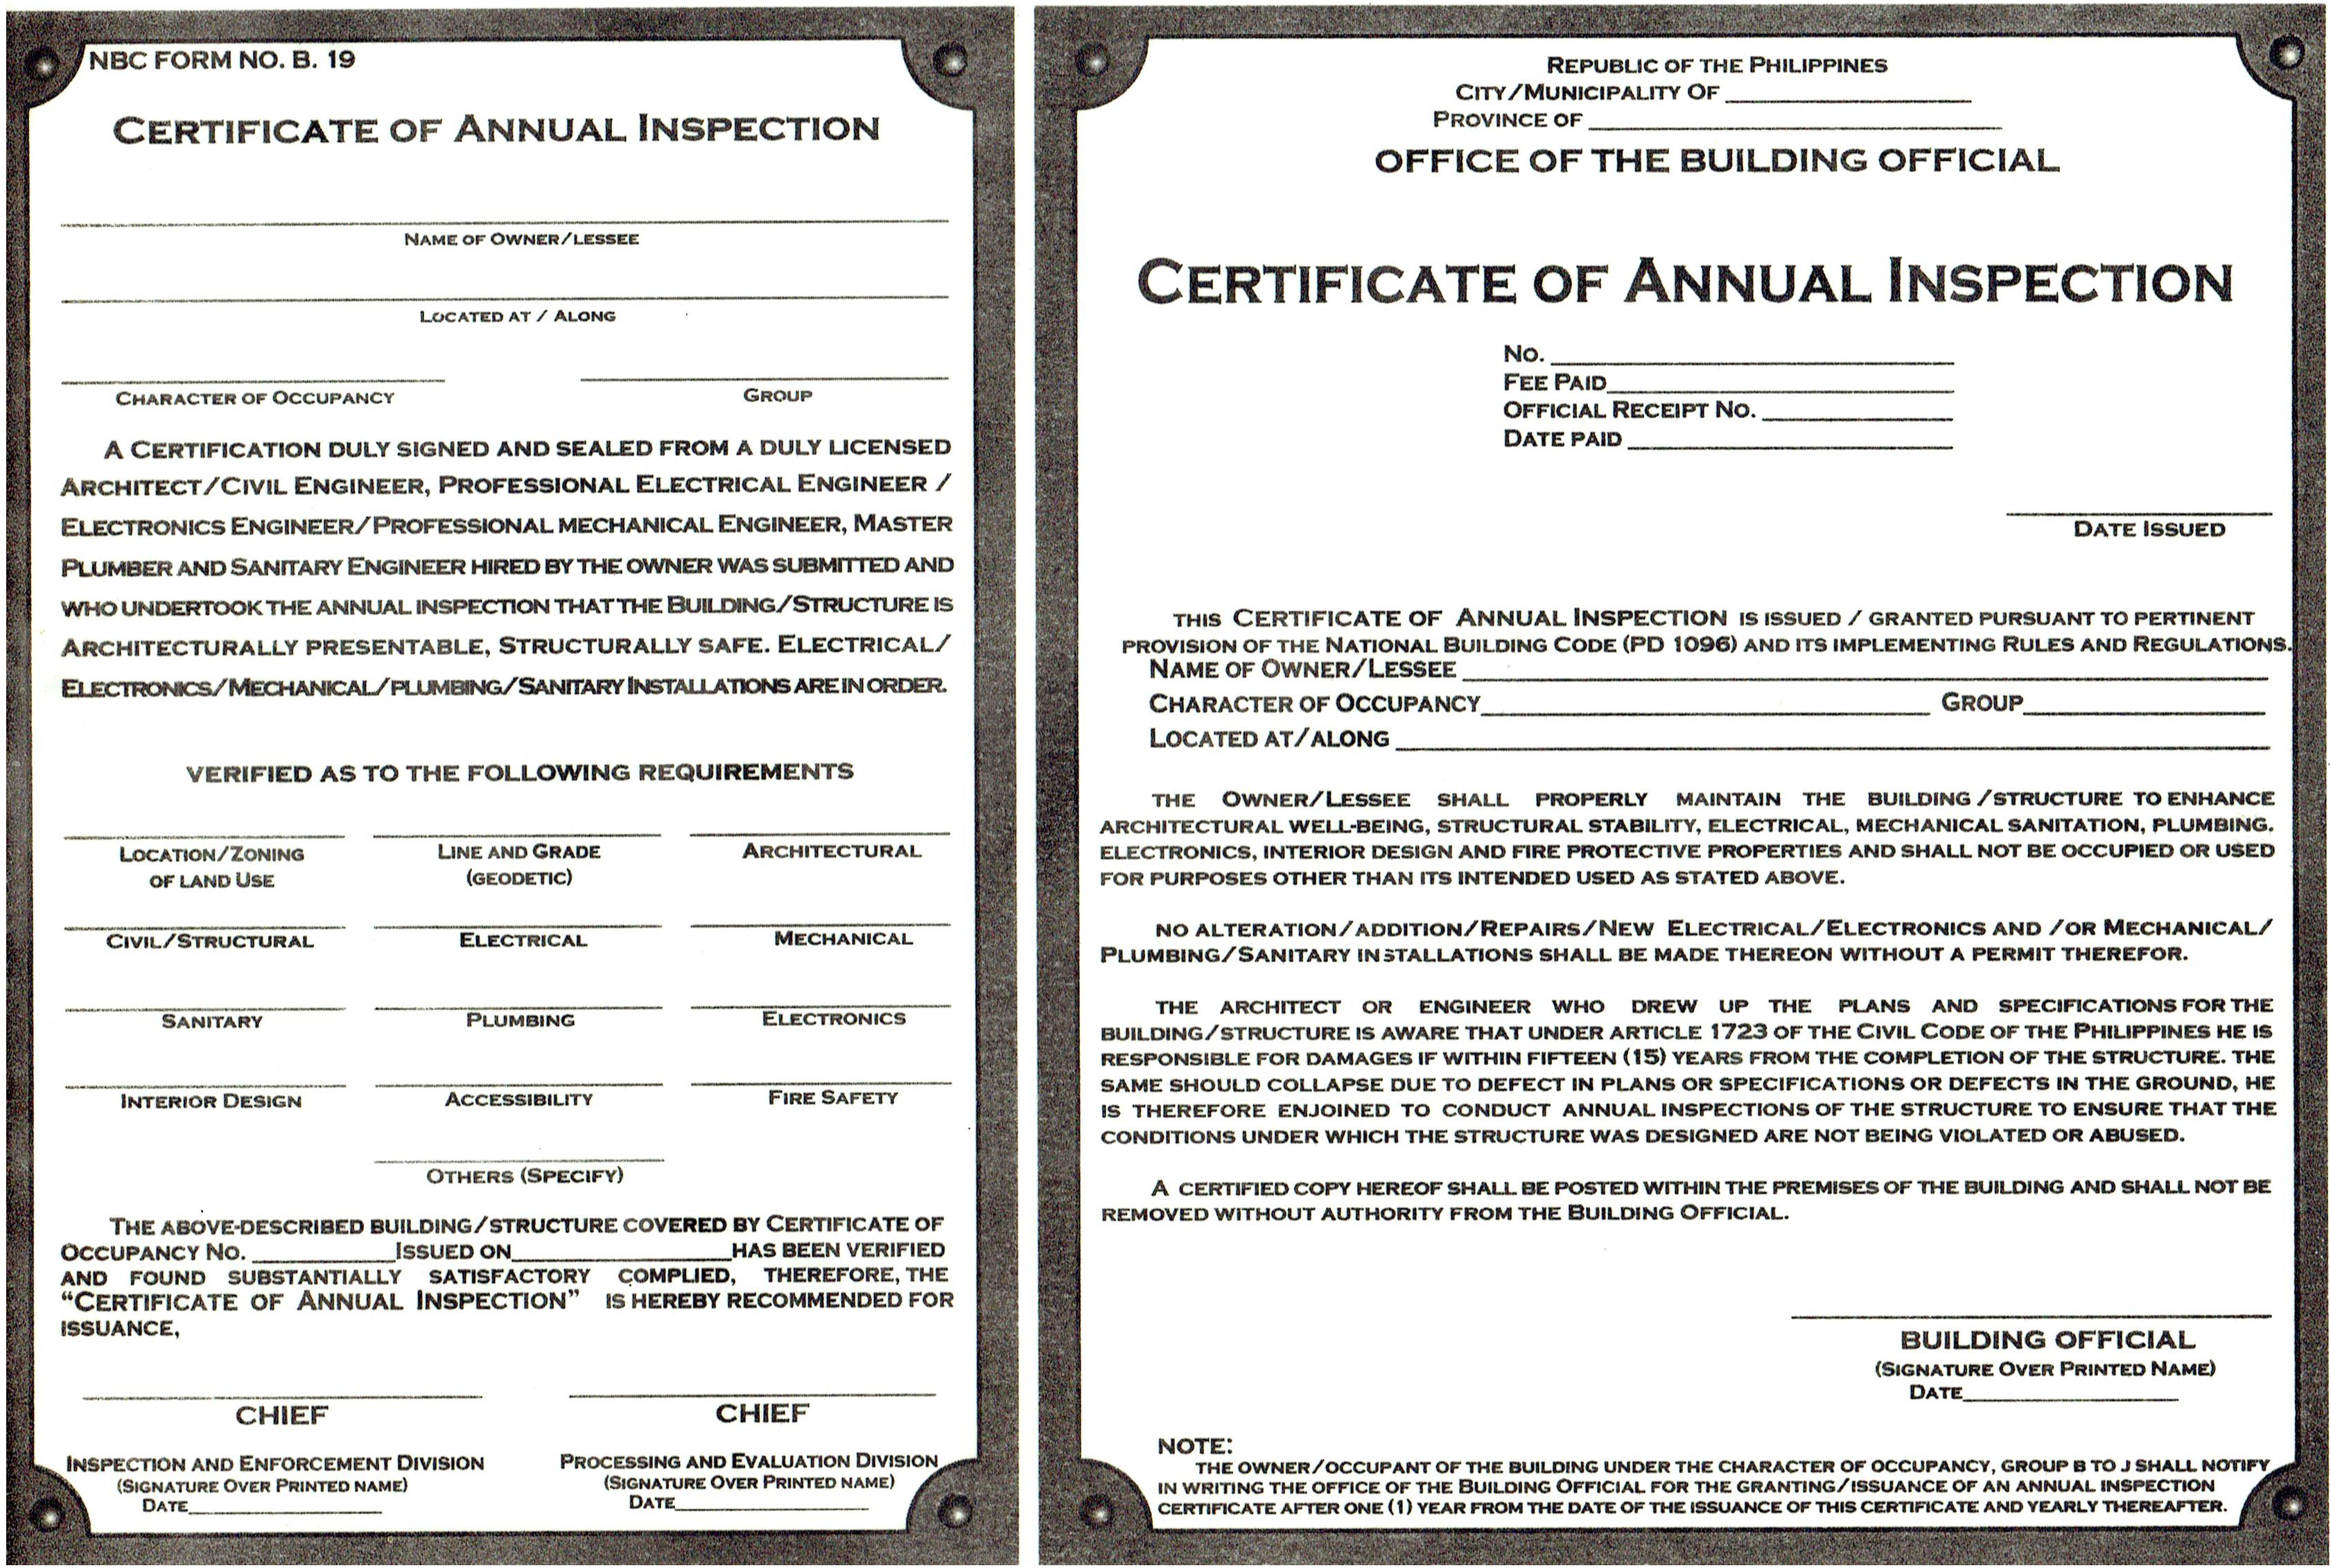 NBC FORM NO. B. 19
CERTIFICATE OF ANNUAL INSPECTION
NAME OF OWNER/LESSEE
LOCATED AT / ALONG
CHARACTER OF OCCUPANCY GROUP
A CERTIFICATION DULY SIGNED AND SEALED FROM A DULY LICENSED
ARCHITECT/CIVIL ENGINEER, PROFESSIONAL ELECTRICAL ENGINEER /
ELECTRONICS ENGINEER/PROFESSIONAL MECHANICAL ENGINEER, MASTER
PLUMBER AND SANITARY ENGINEER HIRED BY THE OWNER WAS SUBMITTED AND
WHO UNDERTOOK THE ANNUAL INSPECTION THAT THE BUILDING/STRUCTURE IS
ARCHITECTURALLY PRESENTABLE, STRUCTURALLY SAFE. ELECTRICAL/
ELECTRONICS/MECHANICAL/PLUMBING/SANITARY INSTALLATIONS ARE IN ORDER.
VERIFIED AS TO THE FOLLOWING REQUIREMENTS
LOCATION/ZONING LINE AND GRADE ARCHITECTURAL
OF LAND USE (GEODETIC)
CIVIL/STRUCTURAL ELECTRICAL MECHANICAL
SANITARY PLUMBING ELECTRONICS
INTERIOR DESIGN ACCESSIBILITY FIRE SAFETY
OTHERS (SPECIFY)
THE ABOVE-DESCRIBED BUILDING/STRUCTURE COVERED BY CERTIFICATE OF
OCCUPANCY NO. __________ ISSUED ON________________HAS BEEN VERIFIED
AND FOUND SUBSTANTIALLY SATISFACTORY COMPLIED, THEREFORE, THE
“CERTIFICATE OF ANNUAL INSPECTION” IS HEREBY RECOMMENDED FOR
ISSUANCE,
CHIEF CHIEF
INSPECTION AND ENFORCEMENT DIVISION PROCESSING AND EVALUATION DIVISION
(SIGNATURE OVER PRINTED NAME) (SIGNATURE OVER PRINTED NAME)
DATE______________ DATE______________
REPUBLIC OF THE PHILIPPINES
CITY/MUNICIPALITY OF __________________
PROVINCE OF ______________________________
OFFICE OF THE BUILDING OFFICIAL
CERTIFICATE OF ANNUAL INSPECTION
NO. ______________________________
FEE PAID__________________________
OFFICIAL RECEIPT NO. ______________
DATE PAID ________________________
DATE ISSUED
THIS CERTIFICATE OF ANNUAL INSPECTION IS ISSUED / GRANTED PURSUANT TO PERTINENT
PROVISION OF THE NATIONAL BUILDING CODE (PD 1096) AND ITS IMPLEMENTING RULES AND REGULATIONS.
NAME OF OWNER/LESSEE ______________________________
CHARACTER OF OCCUPANCY______________________________ GROUP________________
LOCATED AT/ALONG ______________________________
THE OWNER/LESSEE SHALL PROPERLY MAINTAIN THE BUILDING /STRUCTURE TO ENHANCE
ARCHITECTURAL WELL-BEING, STRUCTURAL STABILITY, ELECTRICAL, MECHANICAL SANITATION, PLUMBING.
ELECTRONICS, INTERIOR DESIGN AND FIRE PROTECTIVE PROPERTIES AND SHALL NOT BE OCCUPIED OR USED
FOR PURPOSES OTHER THAN ITS INTENDED USED AS STATED ABOVE.
NO ALTERATION/ADDITION/REPAIRS/NEW ELECTRICAL/ELECTRONICS AND /OR MECHANICAL/
PLUMBING/SANITARY INSTALLATIONS SHALL BE MADE THEREON WITHOUT A PERMIT THEREFOR.
THE ARCHITECT OR ENGINEER WHO DREW UP THE PLANS AND SPECIFICATIONS FOR THE
BUILDING/STRUCTURE IS AWARE THAT UNDER ARTICLE 1723 OF THE CIVIL CODE OF THE PHILIPPINES HE IS
RESPONSIBLE FOR DAMAGES IF WITHIN FIFTEEN (15) YEARS FROM THE COMPLETION OF THE STRUCTURE. THE
SAME SHOULD COLLAPSE DUE TO DEFECT IN PLANS OR SPECIFICATIONS OR DEFECTS IN THE GROUND, HE
IS THEREFORE ENJOINED TO CONDUCT ANNUAL INSPECTIONS OF THE STRUCTURE TO ENSURE THAT THE
CONDITIONS UNDER WHICH THE STRUCTURE WAS DESIGNED ARE NOT BEING VIOLATED OR ABUSED.
A CERTIFIED COPY HEREOF SHALL BE POSTED WITHIN THE PREMISES OF THE BUILDING AND SHALL NOT BE
REMOVED WITHOUT AUTHORITY FROM THE BUILDING OFFICIAL.
BUILDING OFFICIAL
(SIGNATURE OVER PRINTED NAME)
DATE________________
NOTE:
THE OWNER/OCCUPANT OF THE BUILDING UNDER THE CHARACTER OF OCCUPANCY, GROUP B TO J SHALL NOTIFY
IN WRITING THE OFFICE OF THE BUILDING OFFICIAL FOR THE GRANTING/ISSUANCE OF AN ANNUAL INSPECTION
CERTIFICATE AFTER ONE (1) YEAR FROM THE DATE OF THE ISSUANCE OF THIS CERTIFICATE AND YEARLY THEREAFTER.